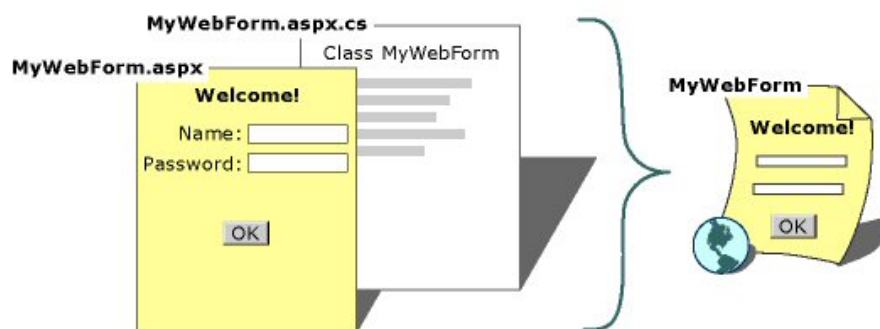 MyWebForm.aspx.cs
Class MyWebForm
MyWebForm.aspx
Welcome!
Name:
Password:
OK
MyWebForm
Welcome!
OK